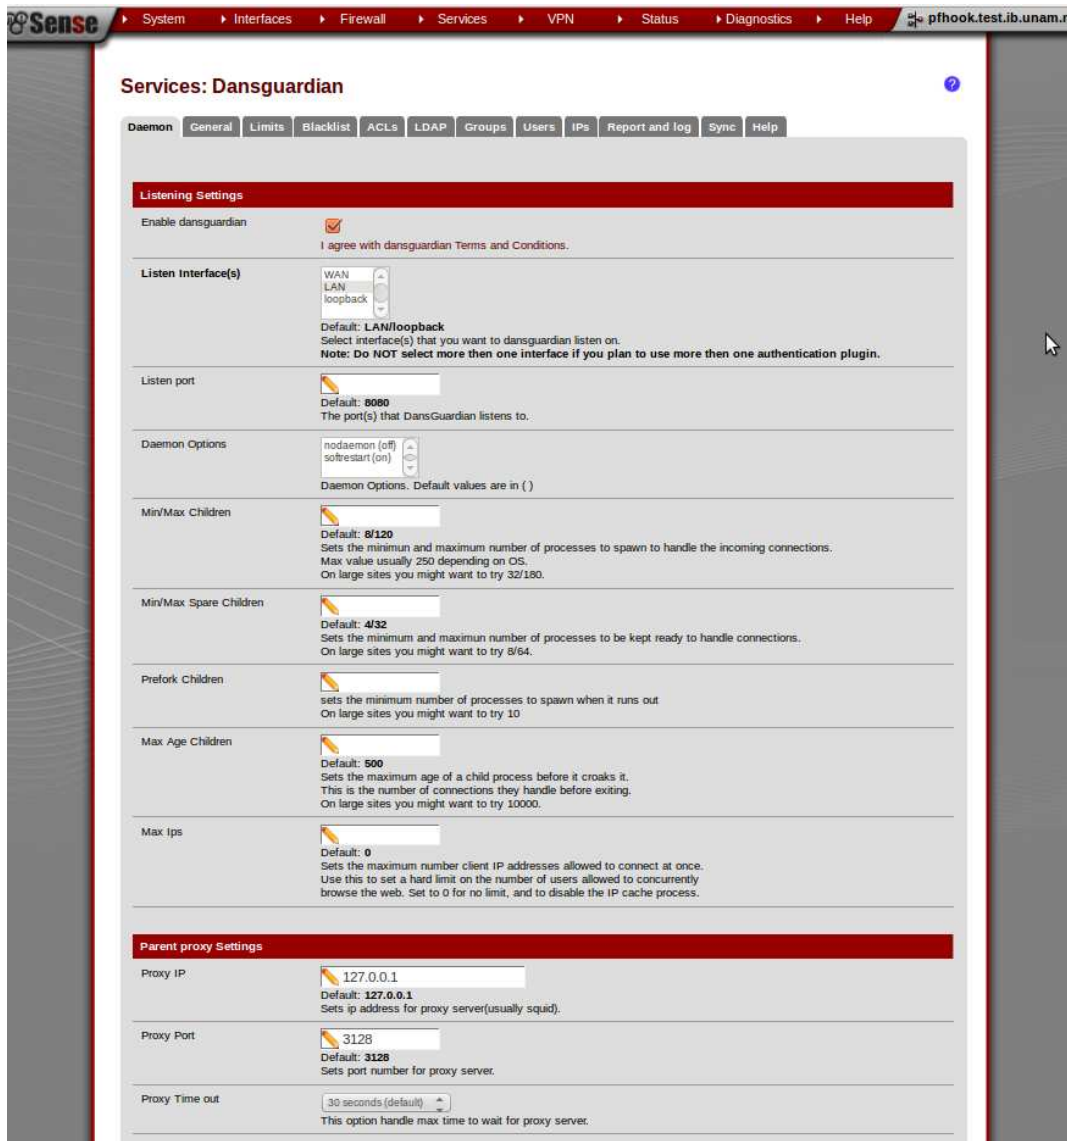 Sense
System Interfaces Firewall Services VPN Status Diagnostics Help pfhook.test.ib.unam.
Services: Dansguardian
?
Daemon General Limits Blacklist ACLs LDAP Groups Users IPs Report and log Sync Help
Listening Settings
Enable dansguardian
I agree with dansguardian Terms and Conditions.
Listen Interface(s)
WAN
LAN
loopback
Default: LAN/loopback
Select interface(s) that you want to dansguardian listen on.
Note: Do NOT select more then one interface if you plan to use more then one authentication plugin.
Listen port
Default: 8080
The port(s) that DansGuardian listens to.
Daemon Options
nodaemon (off)
softrestart (on)
Daemon Options. Default values are in ( )
Min/Max Children
Default: 8/120
Sets the minimun and maximum number of processes to spawn to handle the incoming connections.
Max value usually 250 depending on OS.
On large sites you might want to try 32/180.
Min/Max Spare Children
Default: 4/32
Sets the minimum and maximun number of processes to be kept ready to handle connections.
On large sites you might want to try 8/64.
Prefork Children
sets the minimum number of processes to spawn when it runs out
On large sites you might want to try 10
Max Age Children
Default: 500
Sets the maximum age of a child process before it croaks it.
This is the number of connections they handle before exiting.
On large sites you might want to try 10000.
Max Ips
Default: 0
Sets the maximum number client IP addresses allowed to connect at once.
Use this to set a hard limit on the number of users allowed to concurrently
browse the web. Set to 0 for no limit, and to disable the IP cache process.
Parent proxy Settings
Proxy IP
127.0.0.1
Default: 127.0.0.1
Sets ip address for proxy server(usually squid).
Proxy Port
3128
Default: 3128
Sets port number for proxy server.
Proxy Time out
30 seconds (default)
This option handle max time to wait for proxy server.